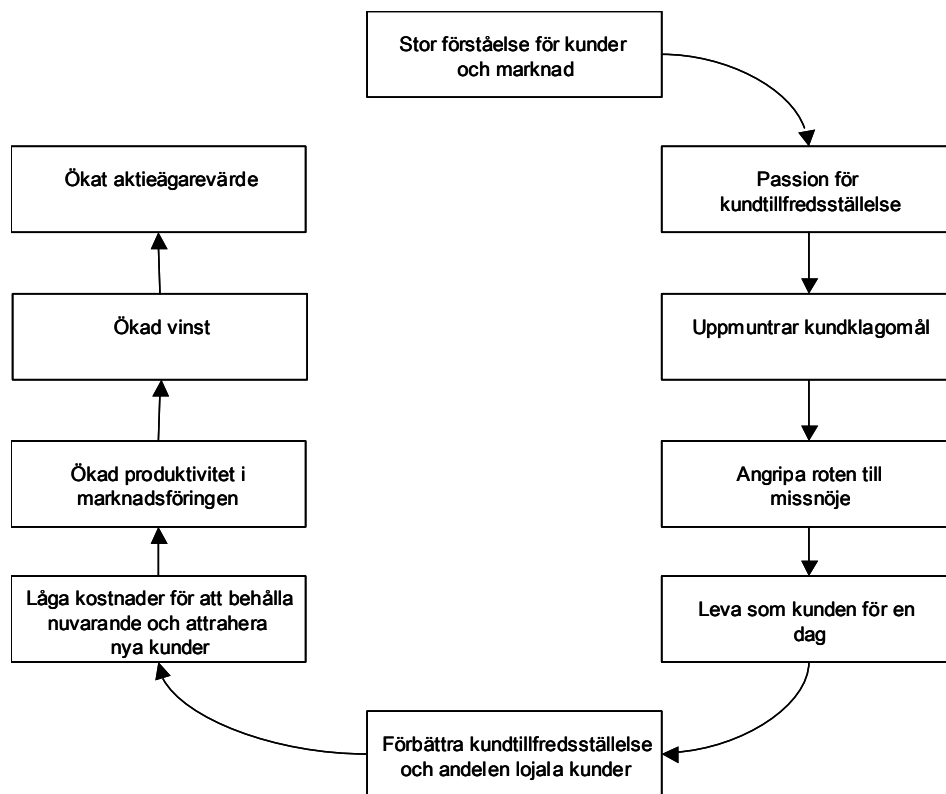 Stor förståelse för kunder
och marknad
Passion för
kundtillfredsställelse
Uppmuntrar kundklagomål
Angripa roten till
missnöje
Leva som kunden för en
dag
Förbättra kundtillfredsställelse
och andelen lojala kunder
Låga kostnader för att behålla
nuvarande och attrahera
nya kunder
Ökad produktivitet i
marknadsföringen
Ökad vinst
Ökat aktieägarevärde